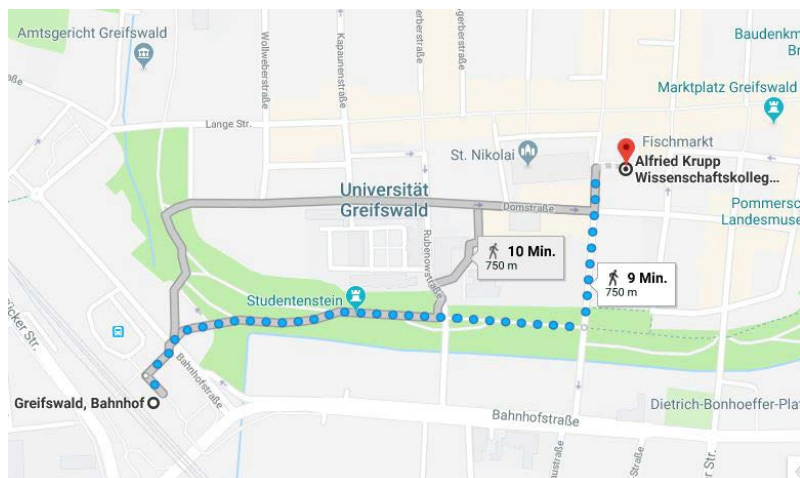 Amtsgericht Greifswald
Wollweberstraße
Kapaunenstraße
Baudenkm
Br
Marktplatz Greifswald
Lange Str.
St. Nikolai
Fischmarkt
Alfried Krupp
Wissenschaftskolleg...
Universität
Greifswald
Domstraße
Pommersc
Landesmuse
Rubenowstraße
10 Min.
750 m
9 Min.
750 m
Studentenstein
Bahnhofstraße
Greifswald, Bahnhof
Bahnhofstraße
Dietrich-Bonhoeffer-Plat